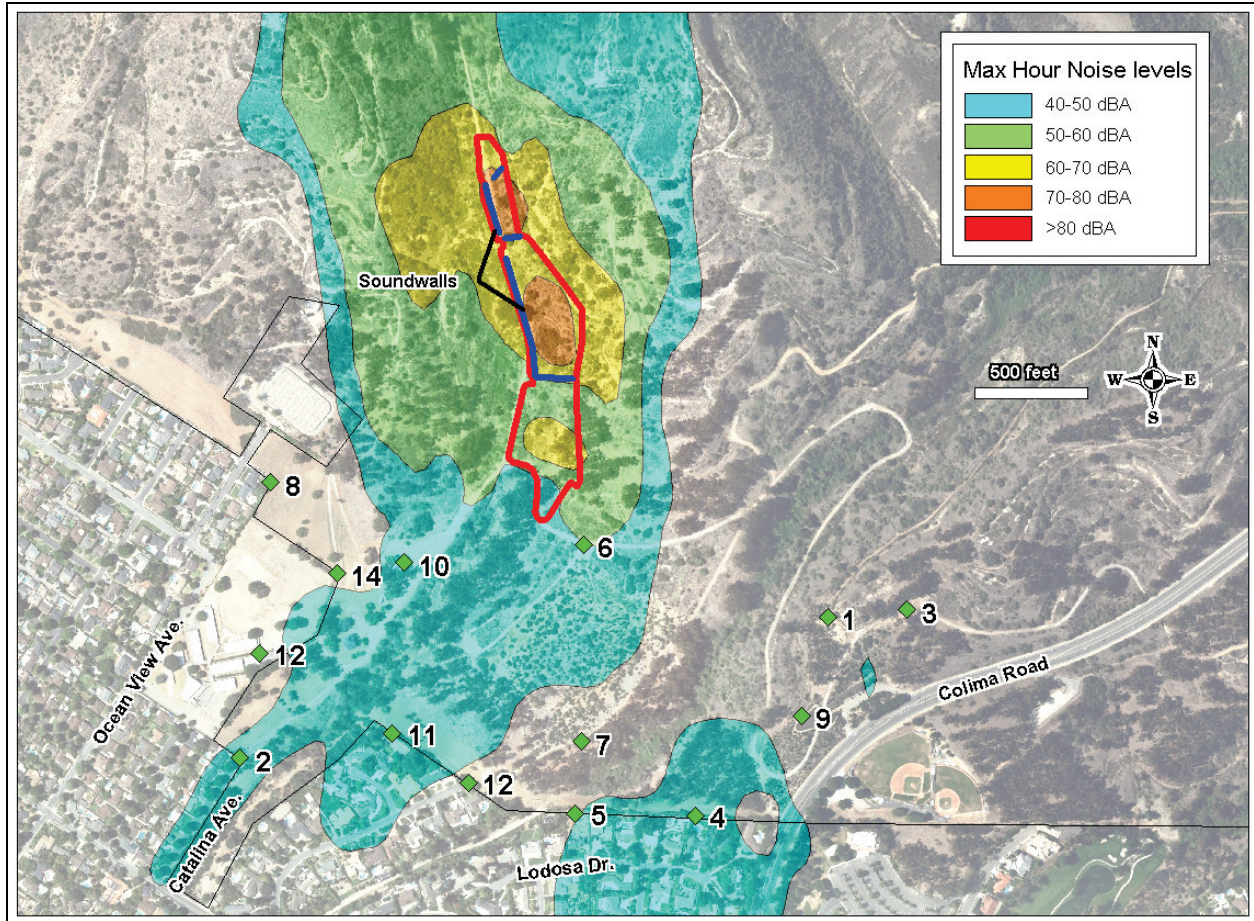 Max Hour Noise levels
40-50 dBA
50-60 dBA
60-70 dBA
70-80 dBA
>80 dBA
Soundwalls
500 feet
N
W E
S
8
6
10
14
1
3
12
Ocean View Ave.
Colima Road
9
11
7
2
12
5
4
Catalina Ave.
Lodosa Dr.